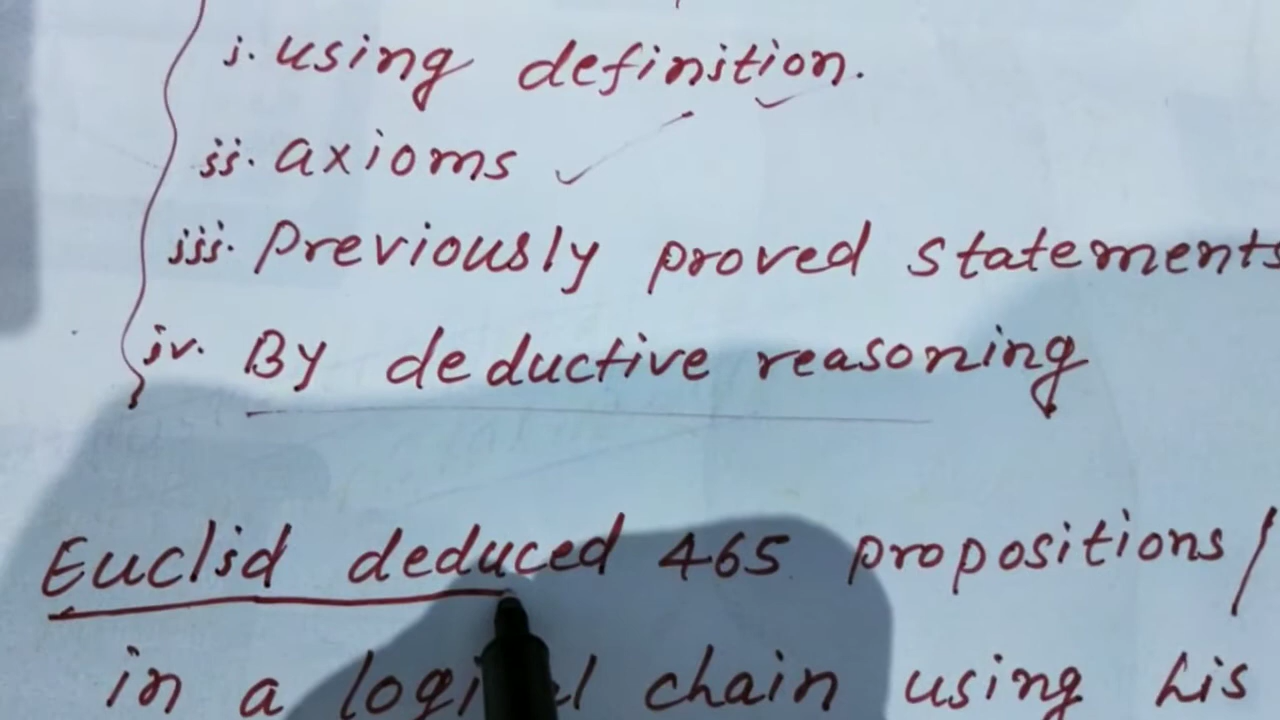 i. using definition.
ii. axioms
iii. Previously proved statements
iv. By deductive reasoning
Euclid deduced 465 propositions/
in a chain using his